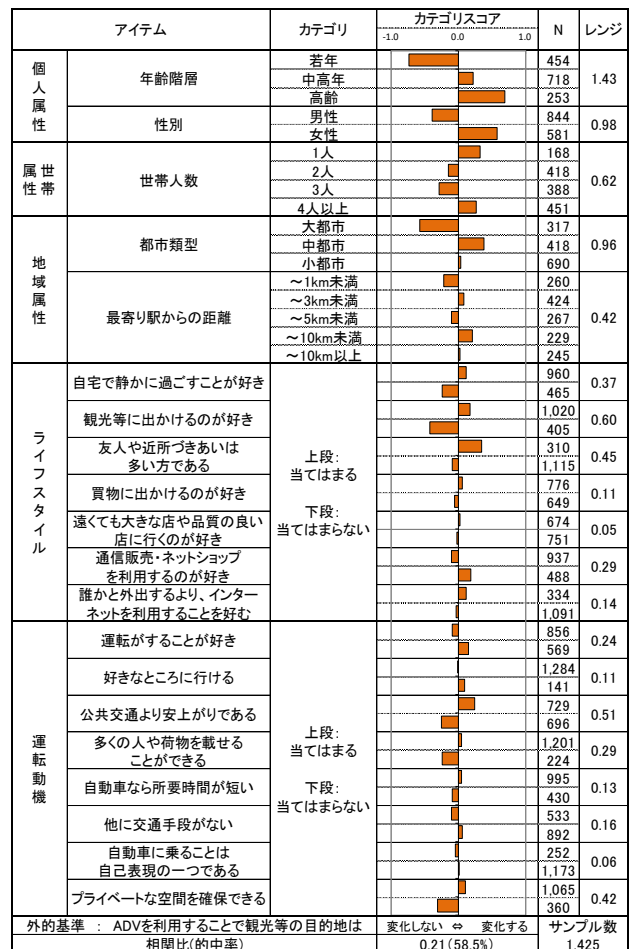 アイテム カテゴリ カテゴリスコア N レンジ
-1.0 0.0 1.0
個人属性
年齢階層 若年 454 1.43
中高年 718
高齢 253
性別 男性 844 0.98
女性 581
世帯属性
世帯人数 1人 168 0.62
2人 418
3人 388
4人以上 451
地域属性
都市類型 大都市 317 0.96
中都市 418
小都市 690
最寄り駅からの距離 ~1km未満 260 0.42
~3km未満 424
~5km未満 267
~10km未満 229
~10km以上 245
ライフスタイル
上段:
当てはまる
下段:
当てはまらない
自宅で静かに過ごすことが好き 960 0.37
465
観光等に出かけるのが好き 1,020 0.60
405
友人や近所づきあいは 310 0.45
多い方である 1,115
買物に出かけるのが好き 776 0.11
649
遠くても大きな店や品質の良い 674 0.05
店に行くのが好き 751
通信販売・ネットショップ 937 0.29
を利用するのが好き 488
誰かと外出するより、インター 334 0.14
ネットを利用することを好む 1,091
運転動機
上段:
当てはまる
下段:
当てはまらない
運転がすることが好き 856 0.24
569
好きなところに行ける 1,284 0.11
141
公共交通より安上がりである 729 0.51
696
多くの人や荷物を載せる 1,201 0.29
ことができる 224
自動車なら所要時間が短い 995 0.13
430
他に交通手段がない 533 0.16
892
自動車に乗ることは 252 0.06
自己表現の一つである 1,173
プライベートな空間を確保できる 1,065 0.42
360
外的基準 : ADVを利用することで観光等の目的地は 変化しない ⇔ 変化する サンプル数
相関比(的中率) 0.21(58.5%) 1,425